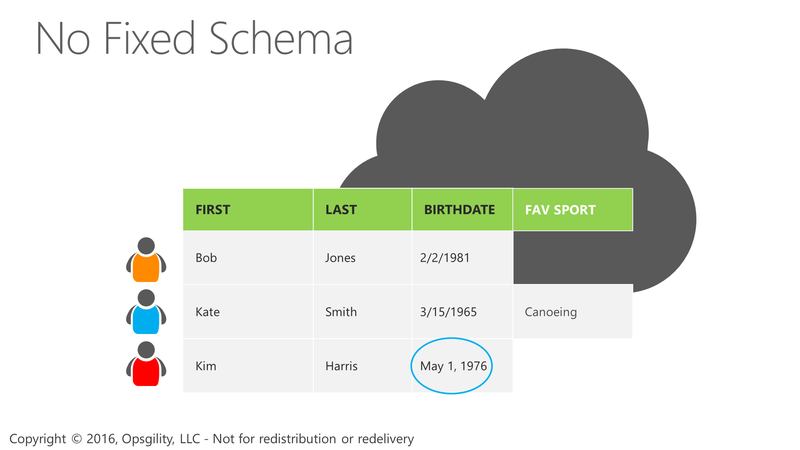 No Fixed Schema
FIRST LAST BIRTHDATE FAV SPORT
Bob Jones 2/2/1981
Kate Smith 3/15/1965 Canoeing
Kim Harris May 1, 1976
Copyright © 2016, Opsgility, LLC - Not for redistribution or redelivery